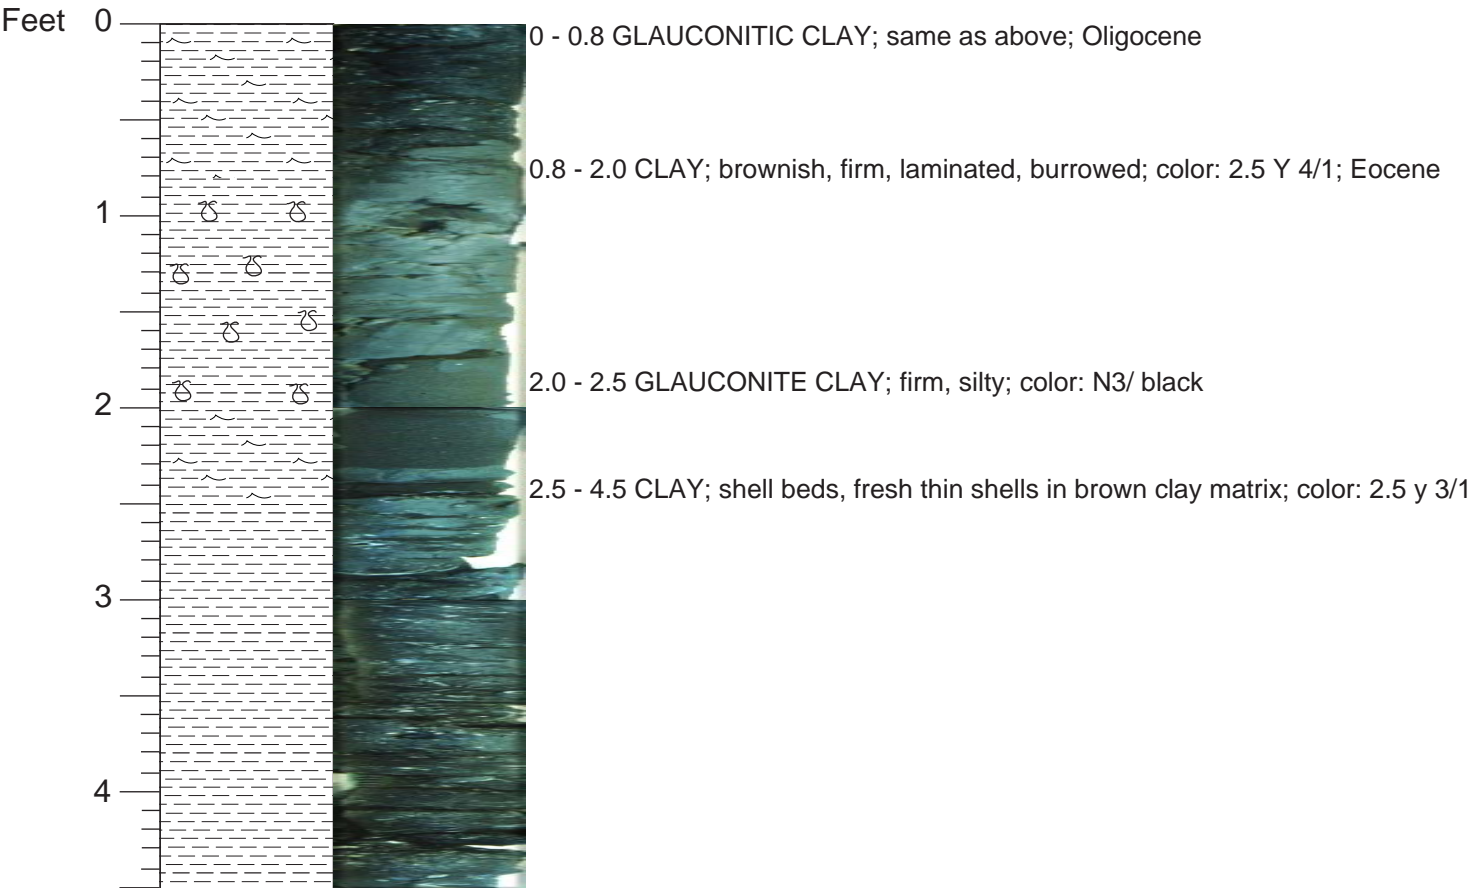 Feet 0
0 - 0.8 GLAUCONITIC CLAY; same as above; Oligocene
0.8 - 2.0 CLAY; brownish, firm, laminated, burrowed; color: 2.5 Y 4/1; Eocene
1
2.0 - 2.5 GLAUCONITE CLAY; firm, silty; color: N3/ black
2
2.5 - 4.5 CLAY; shell beds, fresh thin shells in brown clay matrix; color: 2.5 y 3/1
3
4